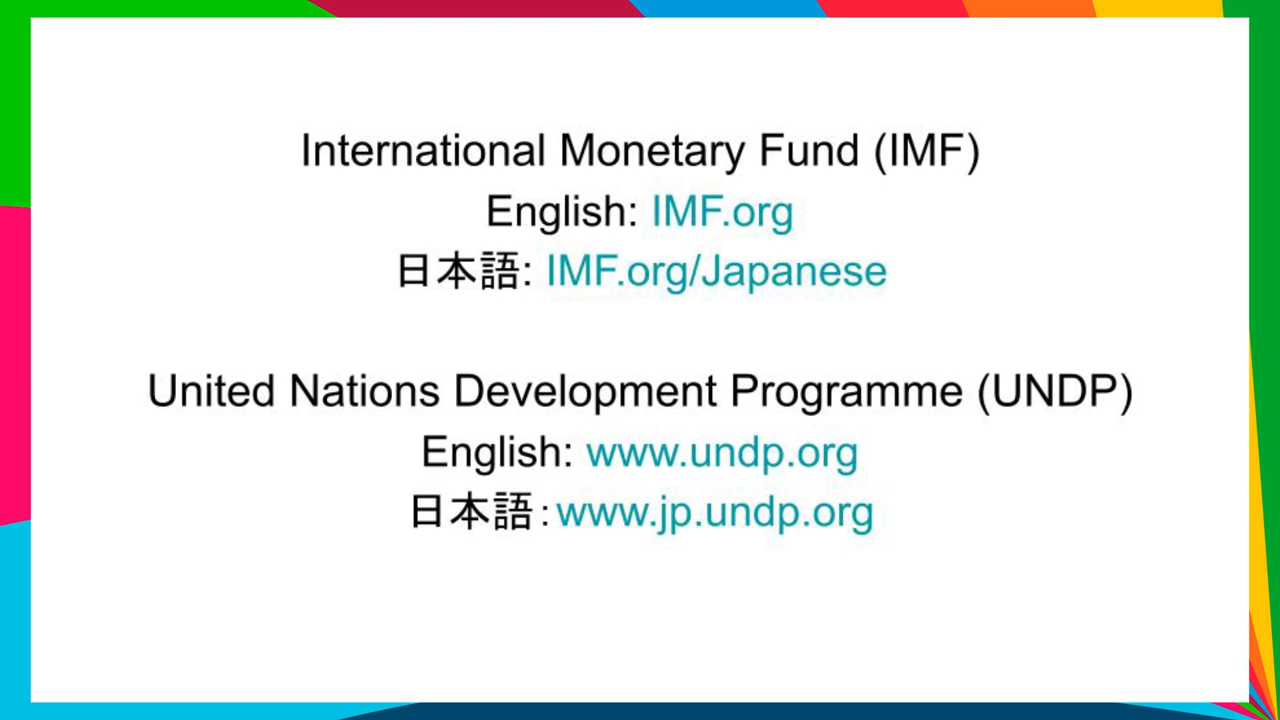 International Monetary Fund (IMF)
English: IMF.org
日本語: IMF.org/Japanese
United Nations Development Programme (UNDP)
English: www.undp.org
日本語：www.jp.undp.org